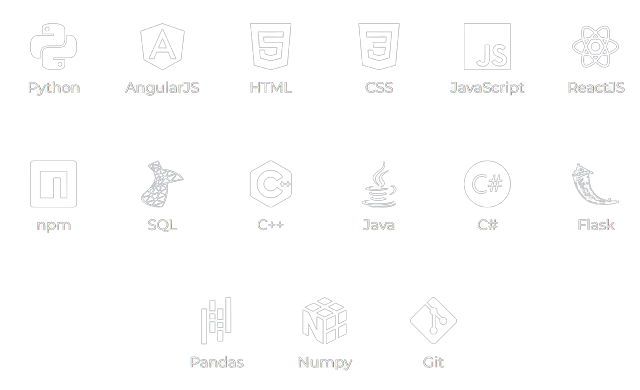 Python AngularJS HTML CSS JavaScript ReactJS
npm SQL C++ Java C# Flask
Pandas Numpy Git